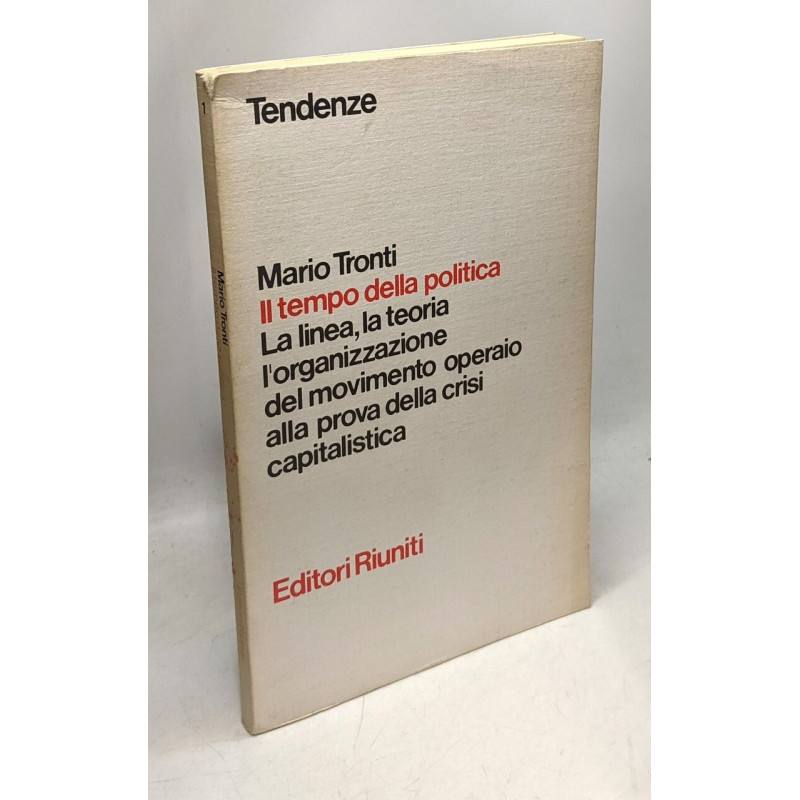 1
Mario Tronti
Tendenze
Mario Tronti
Il tempo della politica
La linea, la teoria
l'organizzazione
del movimento operaio
alla prova della crisi
capitalistica
Editori Riuniti